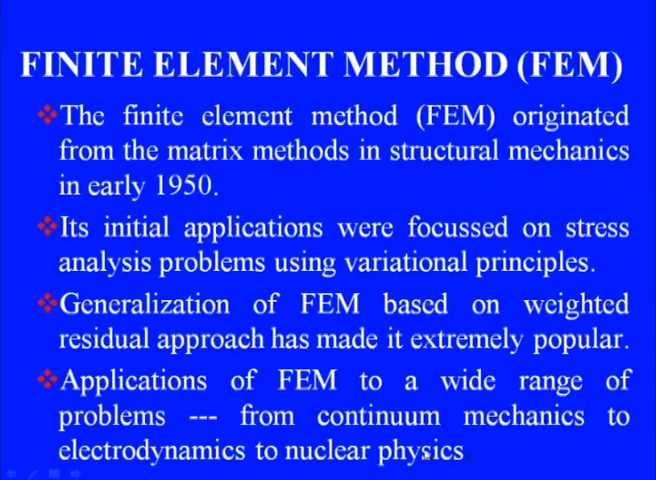 FINITE ELEMENT METHOD (FEM)
The finite element method (FEM) originated
from the matrix methods in structural mechanics
in early 1950.
Its initial applications were focussed on stress
analysis problems using variational principles.
Generalization of FEM based on weighted
residual approach has made it extremely popular.
Applications of FEM to a wide range of
problems --- from continuum mechanics to
electrodynamics to nuclear physics.